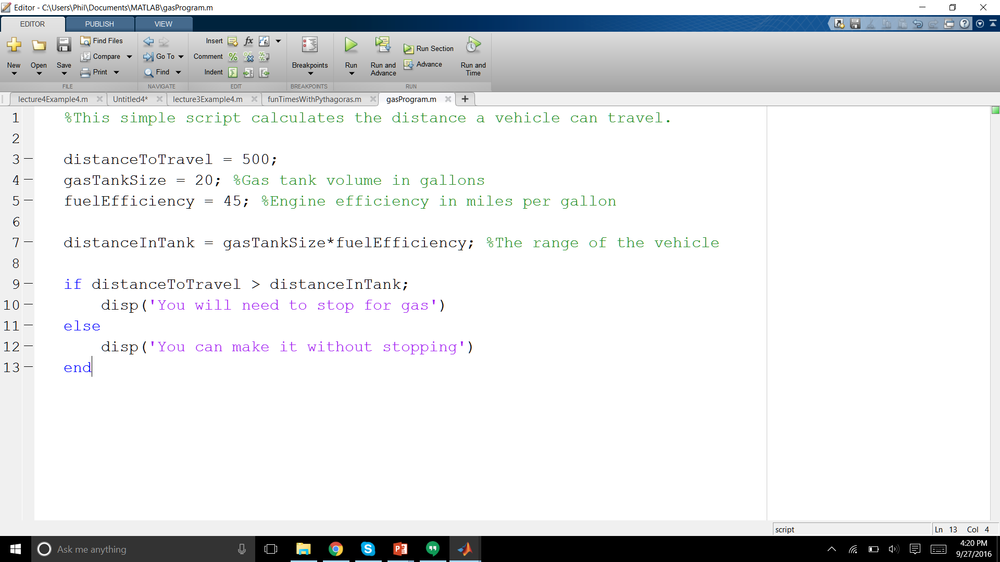 Editor - C:\Users\Phil\Documents\MATLAB\gasProgram.m
EDITOR PUBLISH VIEW
New Open Save
Find Files
Compare
Print
FILE
Go To
Find
NAVIGATE
Insert fx
Comment
Indent
EDIT
Breakpoints
BREAKPOINTS
Run
Run and Advance
Run Section
Advance
Run and Time
RUN
lecture4Example4.m Untitled4* lecture3Example4.m funTimesWithPythagoras.m gasProgram.m +
1 %This simple script calculates the distance a vehicle can travel.
2
3 distanceToTravel = 500;
4 gasTankSize = 20; %Gas tank volume in gallons
5 fuelEfficiency = 45; %Engine efficiency in miles per gallon
6
7 distanceInTank = gasTankSize*fuelEfficiency; %The range of the vehicle
8
9 if distanceToTravel > distanceInTank;
10 disp('You will need to stop for gas')
11 else
12 disp('You can make it without stopping')
13 end
script Ln 13 Col 4
Ask me anything
4:20 PM
9/27/2016